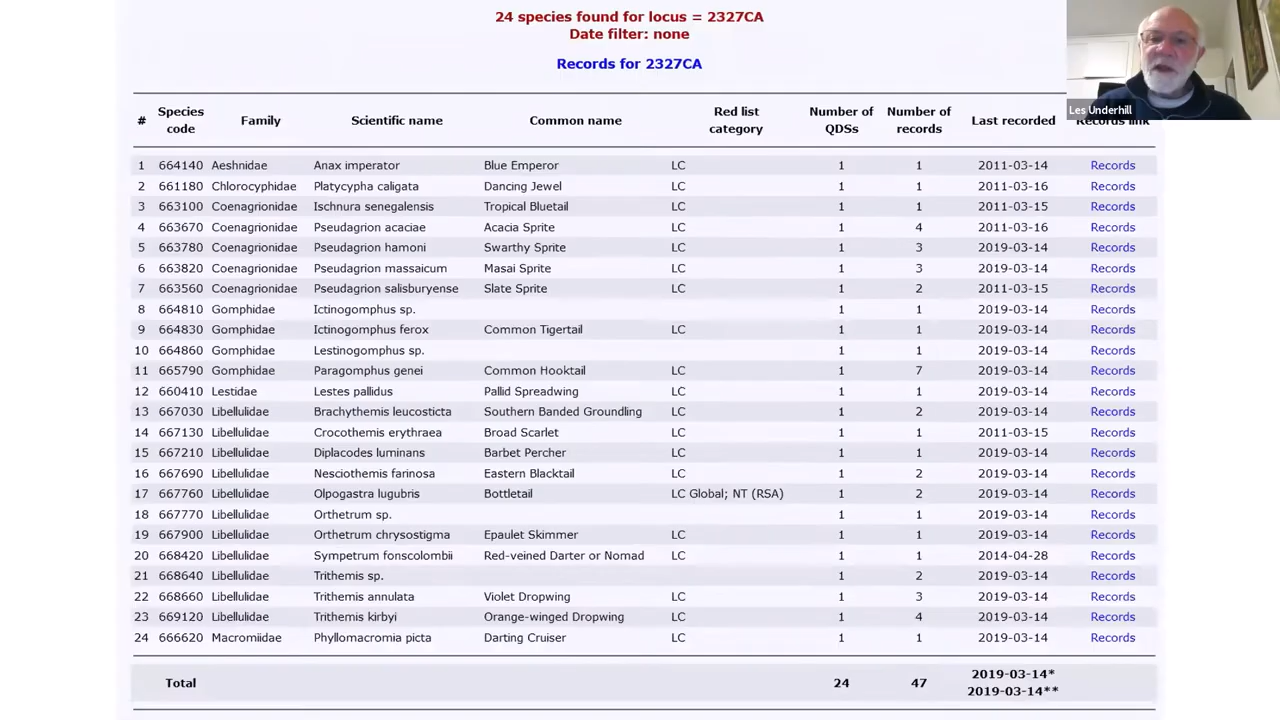 24 species found for locus = 2327CA
Date filter: none
Records for 2327CA
Les Underhill
# Species code Family Scientific name Common name Red list category Number of QDSs Number of records Last recorded Records link
1 664140 Aeshnidae Anax imperator Blue Emperor LC 1 1 2011-03-14 Records
2 661180 Chlorocyphidae Platycypha caligata Dancing Jewel LC 1 1 2011-03-16 Records
3 663100 Coenagrionidae Ischnura senegalensis Tropical Bluetail LC 1 1 2011-03-15 Records
4 663670 Coenagrionidae Pseudagrion acaciae Acacia Sprite LC 1 4 2011-03-16 Records
5 663780 Coenagrionidae Pseudagrion hamoni Swarthy Sprite LC 1 3 2019-03-14 Records
6 663820 Coenagrionidae Pseudagrion massaicum Masai Sprite LC 1 3 2019-03-14 Records
7 663560 Coenagrionidae Pseudagrion salisburyense Slate Sprite LC 1 2 2011-03-15 Records
8 664810 Gomphidae Ictinogomphus sp. 1 1 2019-03-14 Records
9 664830 Gomphidae Ictinogomphus ferox Common Tigertail LC 1 1 2019-03-14 Records
10 664860 Gomphidae Lestinogomphus sp. 1 1 2019-03-14 Records
11 665790 Gomphidae Paragomphus genei Common Hooktail LC 1 7 2019-03-14 Records
12 660410 Lestidae Lestes pallidus Pallid Spreadwing LC 1 1 2019-03-14 Records
13 667030 Libellulidae Brachythemis leucosticta Southern Banded Groundling LC 1 2 2019-03-14 Records
14 667130 Libellulidae Crocothemis erythraea Broad Scarlet LC 1 1 2011-03-15 Records
15 667210 Libellulidae Diplacodes luminans Barbet Percher LC 1 1 2019-03-14 Records
16 667690 Libellulidae Nesciothemis farinosa Eastern Blacktail LC 1 2 2019-03-14 Records
17 667760 Libellulidae Olpogastra lugubris Bottletail LC Global; NT (RSA) 1 2 2019-03-14 Records
18 667770 Libellulidae Orthetrum sp. 1 1 2019-03-14 Records
19 667900 Libellulidae Orthetrum chrysostigma Epaulet Skimmer LC 1 1 2019-03-14 Records
20 668420 Libellulidae Sympetrum fonscolombii Red-veined Darter or Nomad LC 1 1 2014-04-28 Records
21 668640 Libellulidae Trithemis sp. 1 2 2019-03-14 Records
22 668660 Libellulidae Trithemis annulata Violet Dropwing LC 1 3 2019-03-14 Records
23 669120 Libellulidae Trithemis kirbyi Orange-winged Dropwing LC 1 4 2019-03-14 Records
24 666620 Macromiidae Phyllomacromia picta Darting Cruiser LC 1 1 2019-03-14 Records
Total 24 47 2019-03-14*
2019-03-14**